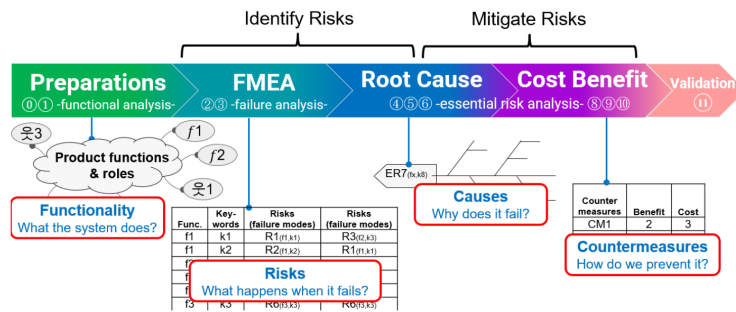 Identify Risks
Mitigate Risks
Preparations
⓪① -functional analysis-
FMEA
②③ -failure analysis-
Root Cause
Cost Benefit
④⑤⑥ -essential risk analysis- ⑧⑨⑩
Validation
⑪
웃3
f1
f2
웃1
Product functions
& roles
Functionality
What the system does?
Func. Key-words Risks (failure modes) Risks (failure modes)
f1 k1 R1(f1,k1) R3(f2,k3)
f1 k2 R2(f1,k2) R1(f1,k1)
f3 k3 R6(f3,k3) R6(f3,k3)
Risks
What happens when it fails?
ER7(fx,k8)
Causes
Why does it fail?
Counter measures Benefit Cost
CM1 2 3
Countermeasures
How do we prevent it?